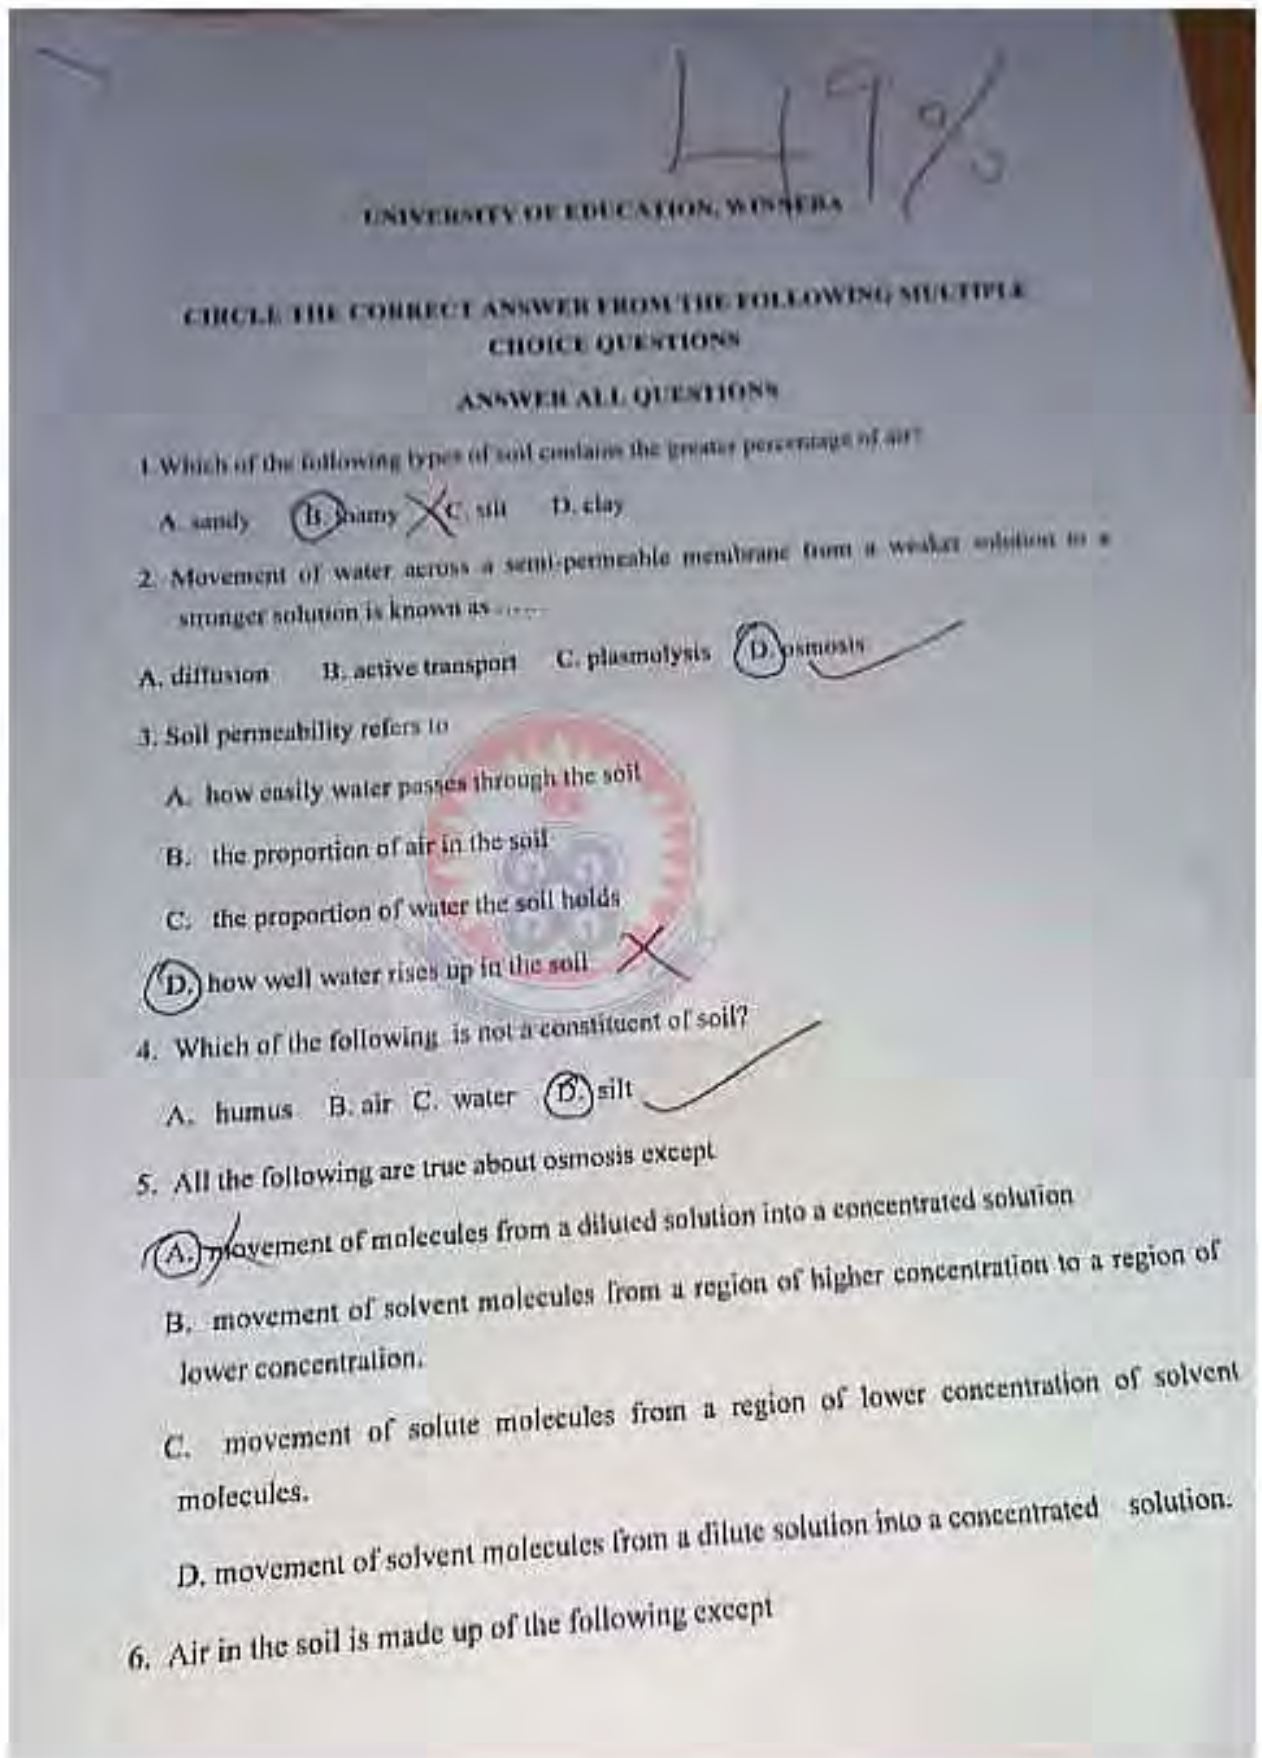 49%
UNIVERSITY OF EDUCATION, WINNEBA
CIRCLE THE CORRECT ANSWER FROM THE FOLLOWING MULTIPLE
CHOICE QUESTIONS
ANSWER ALL QUESTIONS
1. Which of the following types of soil contains the greater percentage of air?
A. sandy B. loamy C. silt D. clay
2. Movement of water across a semi-permeable membrane from a weaker solution to a
stronger solution is known as ......
A. diffusion B. active transport C. plasmolysis D. osmosis
3. Soil permeability refers to
A. how easily water passes through the soil
B. the proportion of air in the soil
C. the proportion of water the soil holds
D. how well water rises up in the soil
4. Which of the following is not a constituent of soil?
A. humus B. air C. water D. silt
5. All the following are true about osmosis except
A. movement of molecules from a diluted solution into a concentrated solution
B. movement of solvent molecules from a region of higher concentration to a region of
lower concentration.
C. movement of solute molecules from a region of lower concentration of solvent
molecules.
D. movement of solvent molecules from a dilute solution into a concentrated solution.
6. Air in the soil is made up of the following except